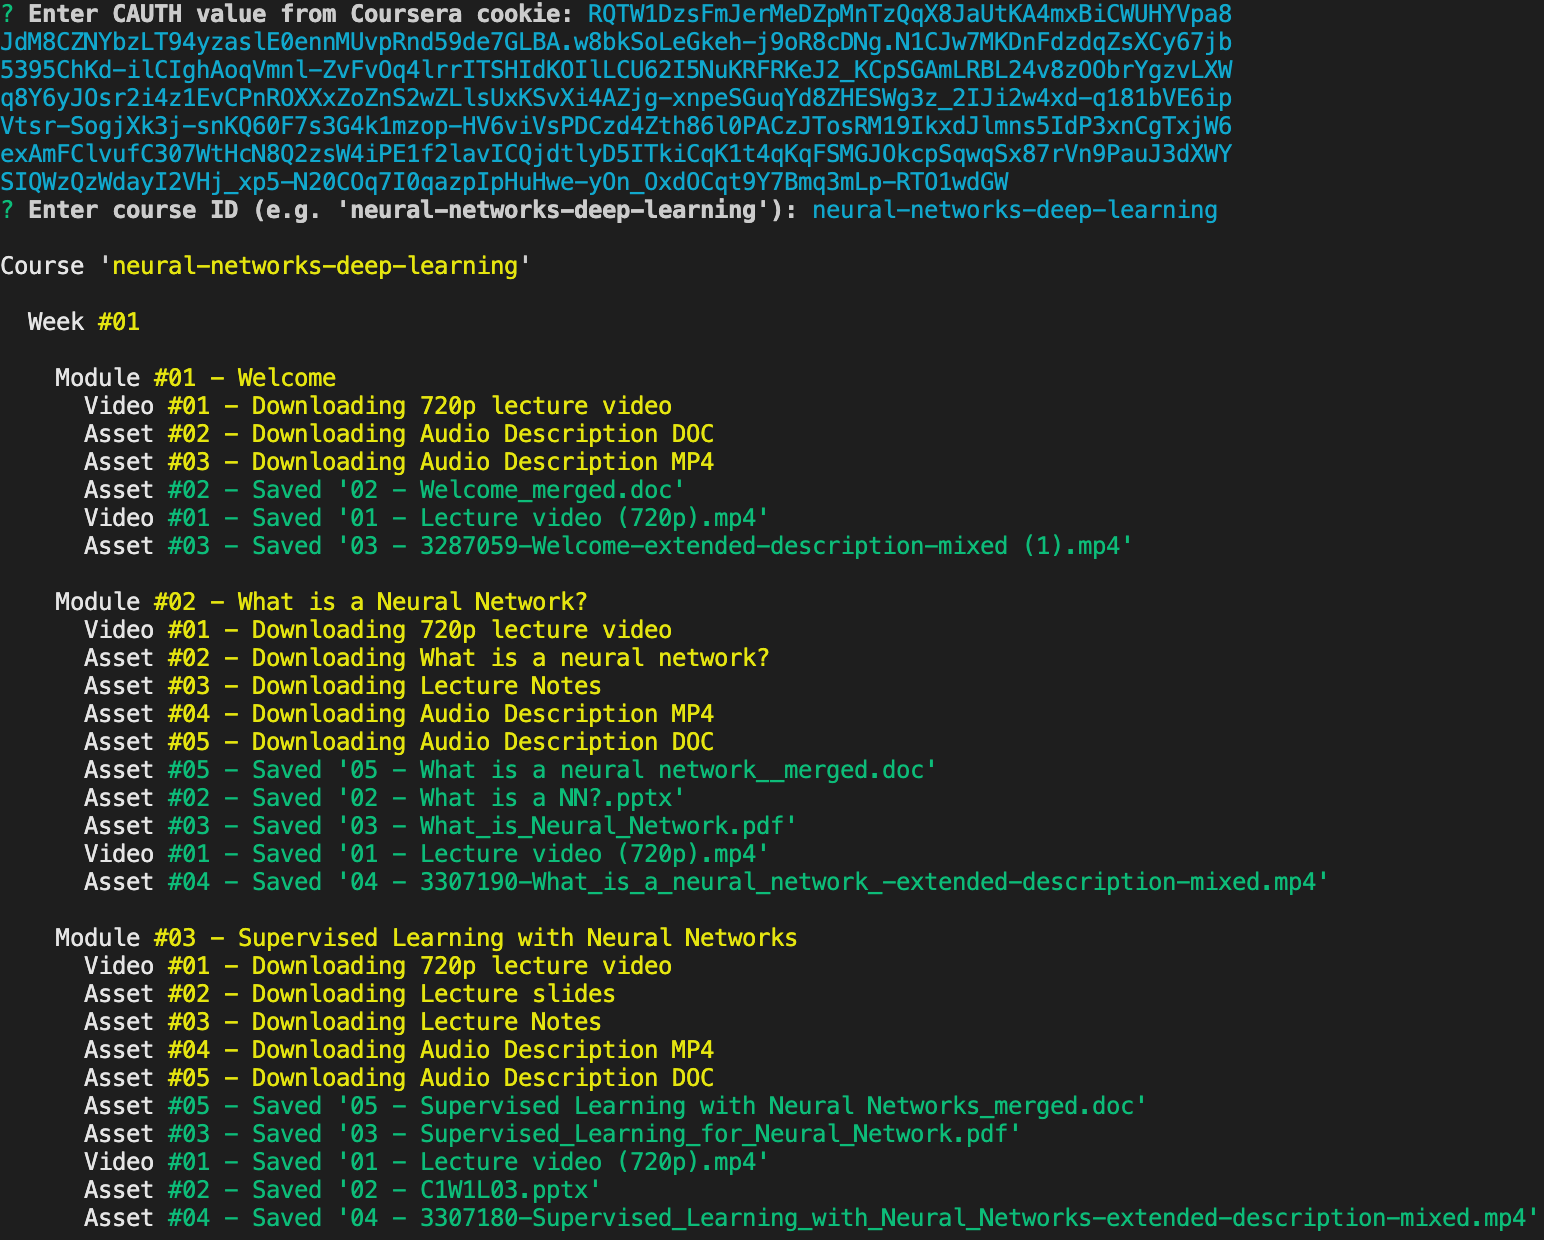 ? Enter CAUTH value from Coursera cookie: RQTW1DzsFmJerMeDZpMnTzQqX8JaUtKA4mxBiCWUHYVpa8
JdM8CZNYbzLT94yzaslE0ennMUvpRnd59de7GLBA.w8bkSoLeGkeh-j9oR8cDNg.N1CJw7MKDnFdzdqZsXCy67jb
5395ChKd-ilCIghAoqVmnl-ZvFvOq4lrrITSHIdKOIlLCU62I5NuKRFRKeJ2_KCpSGAmLRBL24v8zOObrYgzvLXW
q8Y6yJOsr2i4z1EvCPnROXXxZoZnS2wZLlsUxKSvXi4AZjg-xnpeSGuqYd8ZHESWg3z_2IJi2w4xd-q181bVE6ip
Vtsr-SogjXk3j-snKQ60F7s3G4k1mzop-HV6viVsPDCzd4Zth86l0PACzJTosRM19IkxdJlmns5IdP3xnCgTxjW6
exAmFClvufC307WtHcN8Q2zsW4iPE1f2lavICQjdtlyD5ITkiCqK1t4qKqFSMGJOkcpSqwqSx87rVn9PauJ3dXWY
SIQWzQzWdayI2VHj_xp5-N20COq7I0qazpIpHuHwe-yOn_OxdOCqt9Y7Bmq3mLp-RTO1wdGW
? Enter course ID (e.g. 'neural-networks-deep-learning'): neural-networks-deep-learning
Course 'neural-networks-deep-learning'
Week #01
Module #01 - Welcome
Video #01 - Downloading 720p lecture video
Asset #02 - Downloading Audio Description DOC
Asset #03 - Downloading Audio Description MP4
Asset #02 - Saved '02 - Welcome_merged.doc'
Video #01 - Saved '01 - Lecture video (720p).mp4'
Asset #03 - Saved '03 - 3287059-Welcome-extended-description-mixed (1).mp4'
Module #02 - What is a Neural Network?
Video #01 - Downloading 720p lecture video
Asset #02 - Downloading What is a neural network?
Asset #03 - Downloading Lecture Notes
Asset #04 - Downloading Audio Description MP4
Asset #05 - Downloading Audio Description DOC
Asset #05 - Saved '05 - What is a neural network__merged.doc'
Asset #02 - Saved '02 - What is a NN?.pptx'
Asset #03 - Saved '03 - What_is_Neural_Network.pdf'
Video #01 - Saved '01 - Lecture video (720p).mp4'
Asset #04 - Saved '04 - 3307190-What_is_a_neural_network_-extended-description-mixed.mp4'
Module #03 - Supervised Learning with Neural Networks
Video #01 - Downloading 720p lecture video
Asset #02 - Downloading Lecture slides
Asset #03 - Downloading Lecture Notes
Asset #04 - Downloading Audio Description MP4
Asset #05 - Downloading Audio Description DOC
Asset #05 - Saved '05 - Supervised Learning with Neural Networks_merged.doc'
Asset #03 - Saved '03 - Supervised_Learning_for_Neural_Network.pdf'
Video #01 - Saved '01 - Lecture video (720p).mp4'
Asset #02 - Saved '02 - C1W1L03.pptx'
Asset #04 - Saved '04 - 3307180-Supervised_Learning_with_Neural_Networks-extended-description-mixed.mp4'